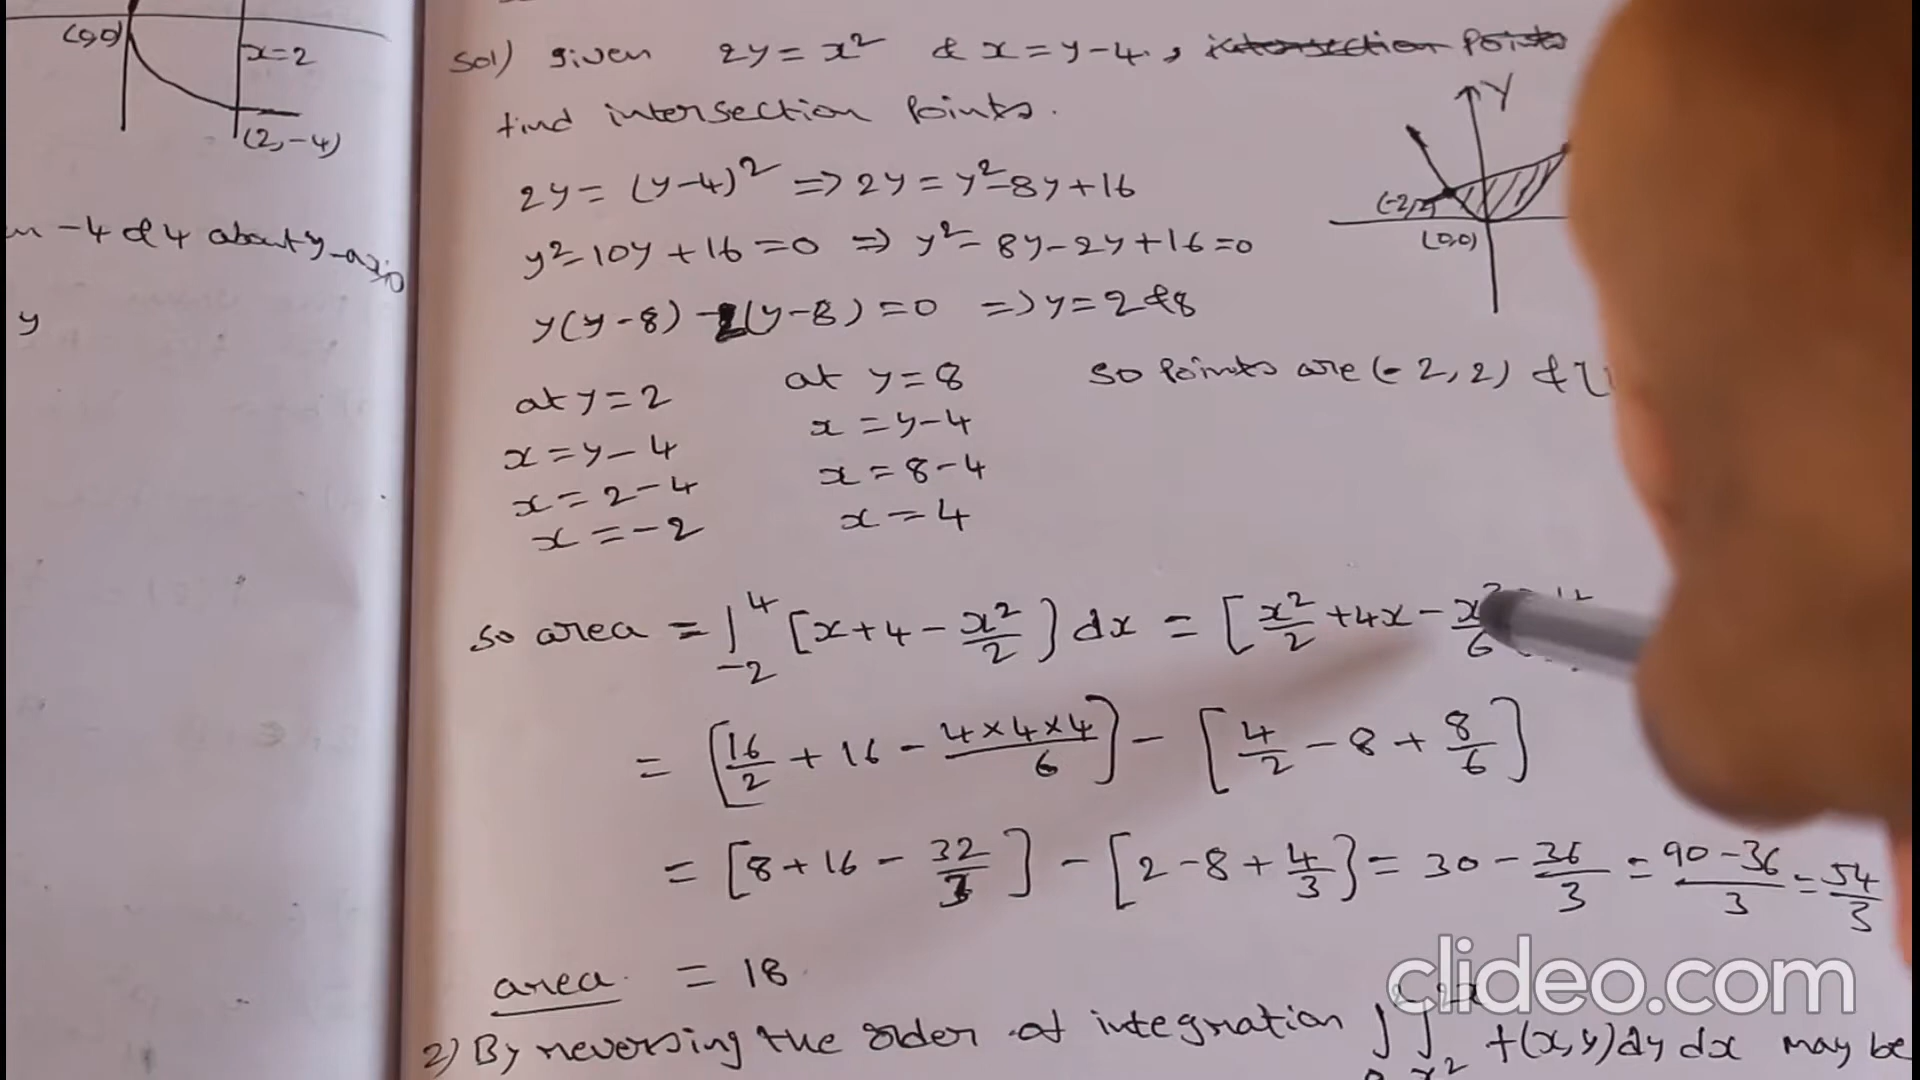 (0,0)
x=2
(2,-4)
-4 & 4 about y-axis
y
Sol) given 2y = x² & x = y-4, intersection points
find intersection points.
2y = (y-4)² => 2y = y²-8y+16
y²-10y+16=0 => y²-8y-2y+16=0
y(y-8)-2(y-8)=0 => y=2&8
Y
(-2,2)
(0,0)
at y=2
x=y-4
x=2-4
x=-2
at y=8
x=y-4
x=8-4
x=4
So points are (-2,2) &
So area = ∫₋₂⁴ [x+4-x²/2] dx = [x²/2+4x-x³/6]
= [16/2 + 16 - 4×4×4/6] - [4/2 - 8 + 8/6]
= [8+16-32/3] - [2-8+4/3] = 30 - 36/3 = 90-36/3 = 54/3
area = 18
clideo.com
2) By reversing the order of integration ∫∫ f(x,y)dy dx may be